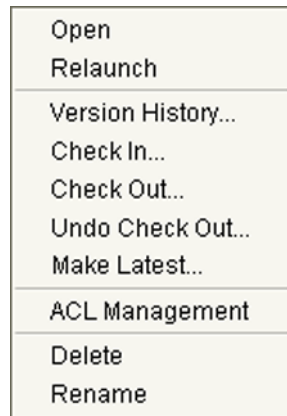 Open
Relaunch
Version History...
Check In...
Check Out...
Undo Check Out...
Make Latest...
ACL Management
Delete
Rename